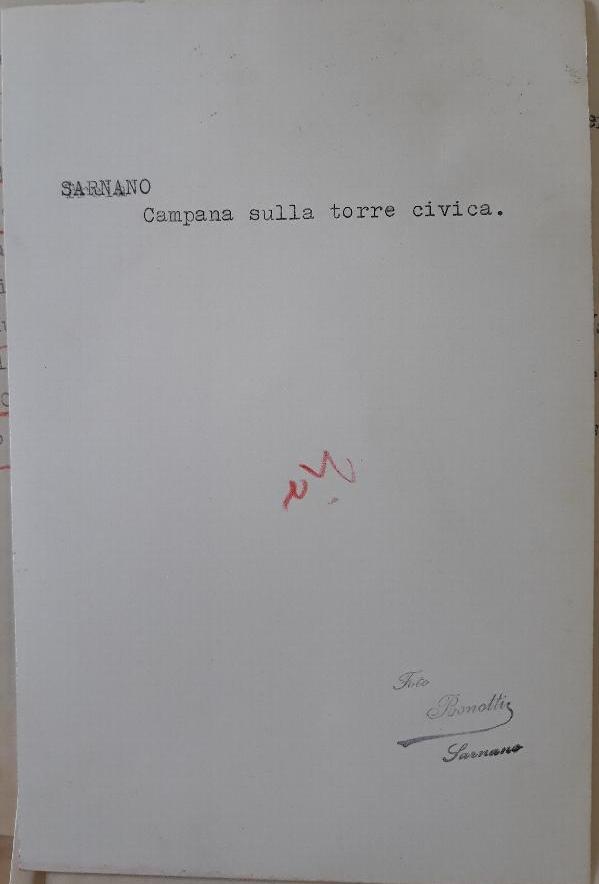 SARNANO
Campana sulla torre civica.
Foto
Bonotti
Sarnano